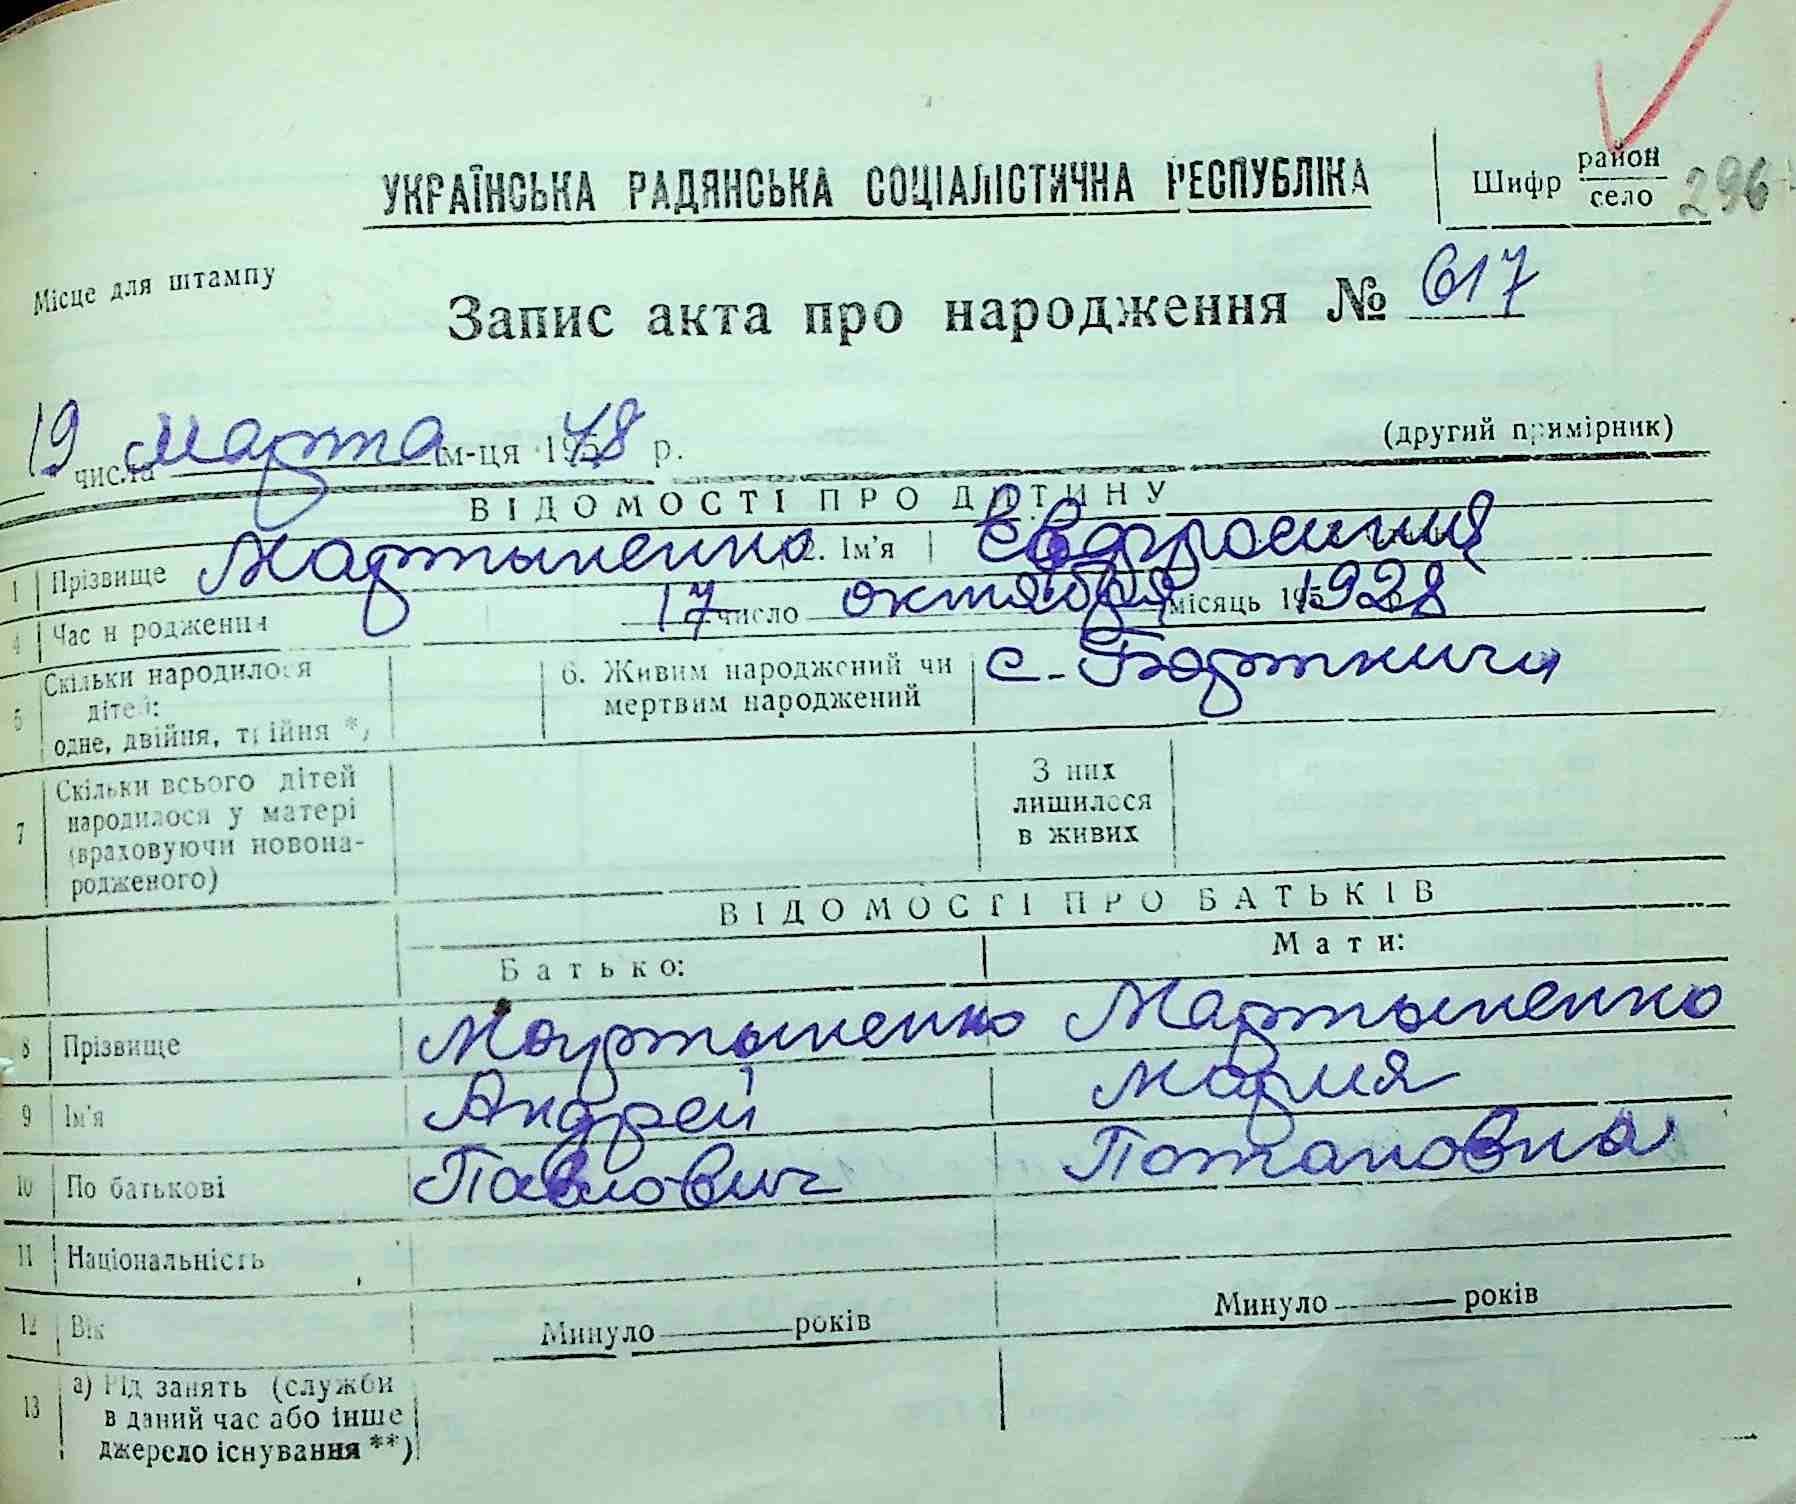 УКРАЇНСЬКА РАДЯНСЬКА СОЦІАЛІСТИЧНА РЕСПУБЛІКА
Шифр район село 296
Місце для штампу
Запис акта про народження № 617
19 числа марта м-ця 1948 р.
(другий примірник)
ВІДОМОСТІ ПРО ДИТИНУ
1 Прізвище Мартыненко 2. Ім'я Евдросиния
4 Час народження 17 число октября місяць 195 1928
5 Скільки народилося дітей: одне, двійня, трійня *)
6. Живим народжений чи мертвим народжений с. Бортничи
7 Скільки всього дітей народилося у матері (враховуючи новонародженого)
З них лишилося в живих
ВІДОМОСТІ ПРО БАТЬКІВ
Батько: Мати:
8 Прізвище Мартыненко Мартыненко
9 Ім'я Андрей Мария
10 По батькові Павлович Потаповна
11 Національність
12 Вік Минуло років Минуло років
13 а) Рід занять (служби в даний час або інше джерело існування **)